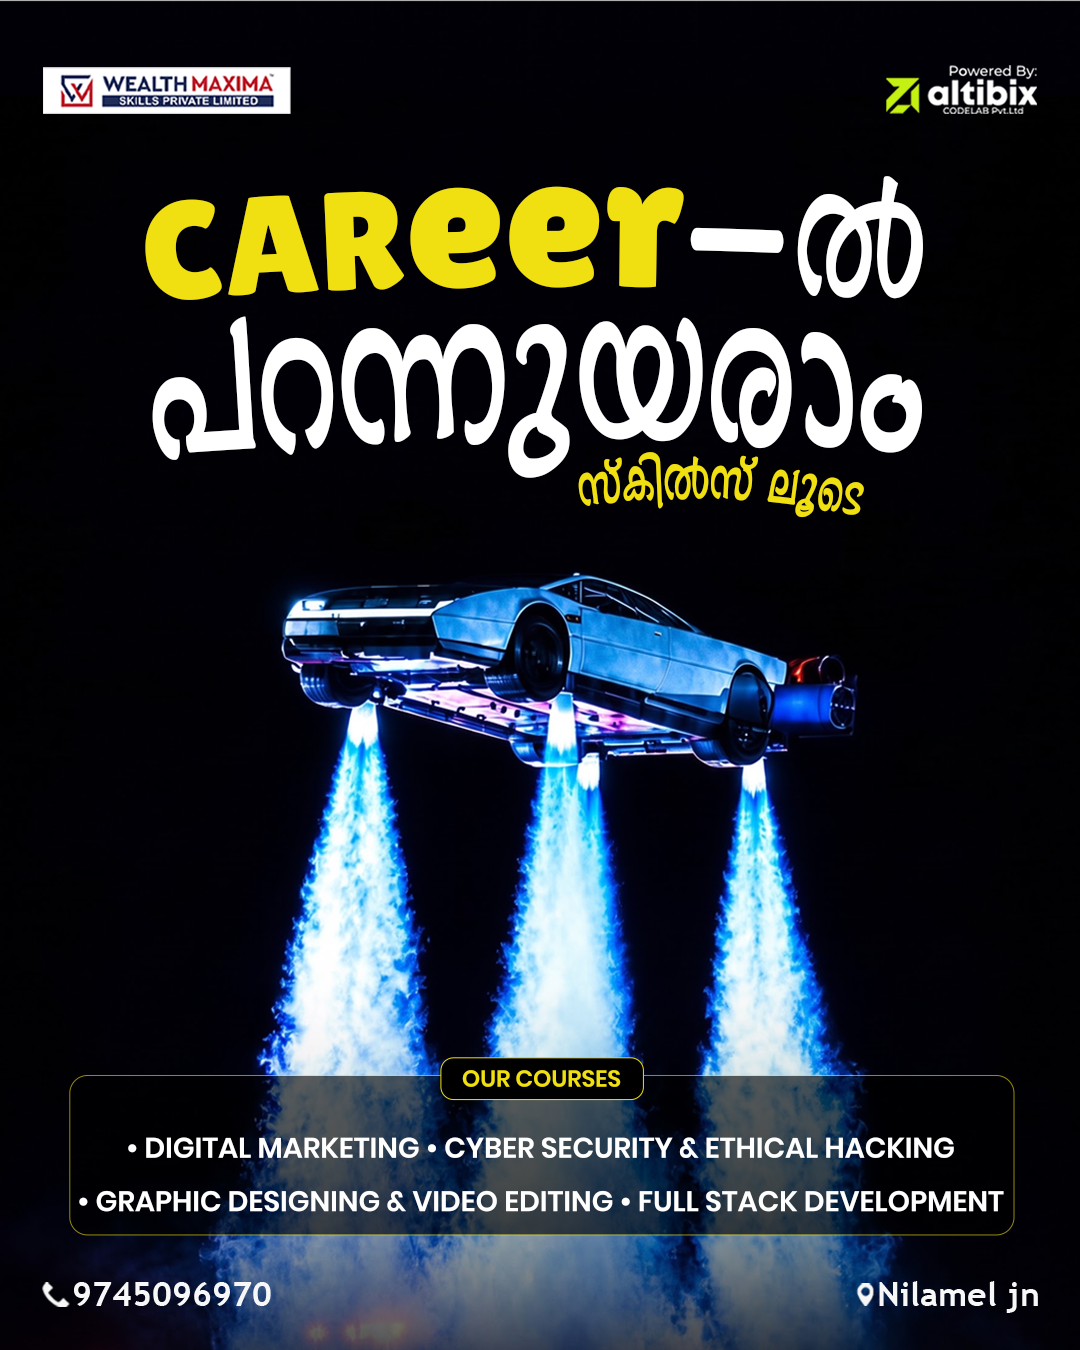 WEALTH MAXIMA™
SKILLS PRIVATE LIMITED
Powered By:
altibix
CODELAB Pvt.Ltd
CAReer-ൽ
പറന്നുയരാം
സ്കിൽസ് ലൂടെ
OUR COURSES
• DIGITAL MARKETING • CYBER SECURITY & ETHICAL HACKING
• GRAPHIC DESIGNING & VIDEO EDITING • FULL STACK DEVELOPMENT
9745096970
Nilamel jn